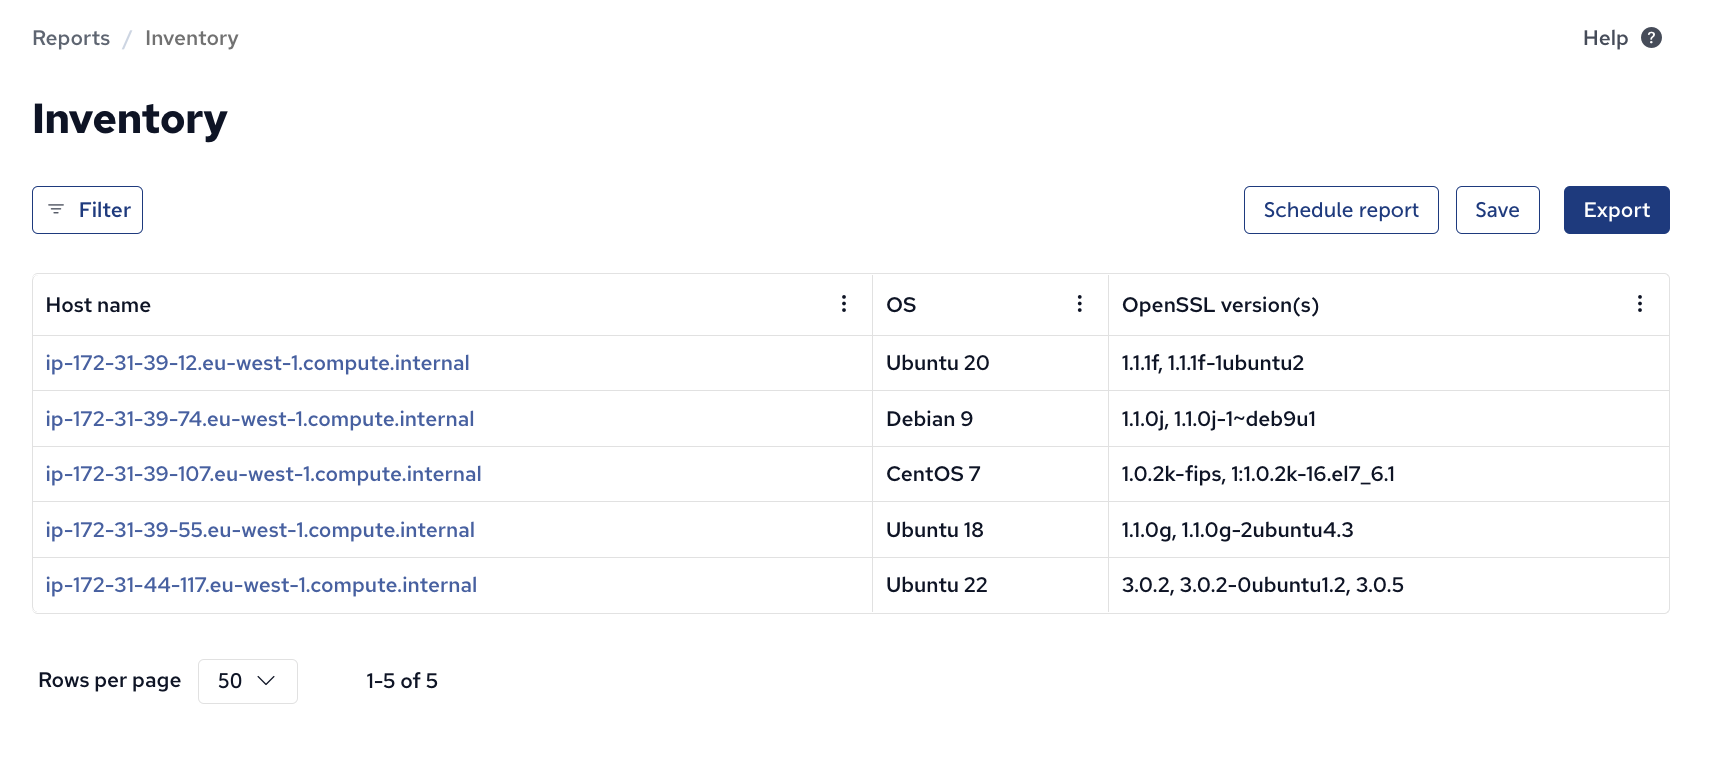 Reports / Inventory
Help ?
Inventory
Filter
Schedule report Save Export
Host name OS OpenSSL version(s)
ip-172-31-39-12.eu-west-1.compute.internal Ubuntu 20 1.1.1f, 1.1.1f-1ubuntu2
ip-172-31-39-74.eu-west-1.compute.internal Debian 9 1.1.0j, 1.1.0j-1~deb9u1
ip-172-31-39-107.eu-west-1.compute.internal CentOS 7 1.0.2k-fips, 1:1.0.2k-16.el7_6.1
ip-172-31-39-55.eu-west-1.compute.internal Ubuntu 18 1.1.0g, 1.1.0g-2ubuntu4.3
ip-172-31-44-117.eu-west-1.compute.internal Ubuntu 22 3.0.2, 3.0.2-0ubuntu1.2, 3.0.5
Rows per page 50 1-5 of 5